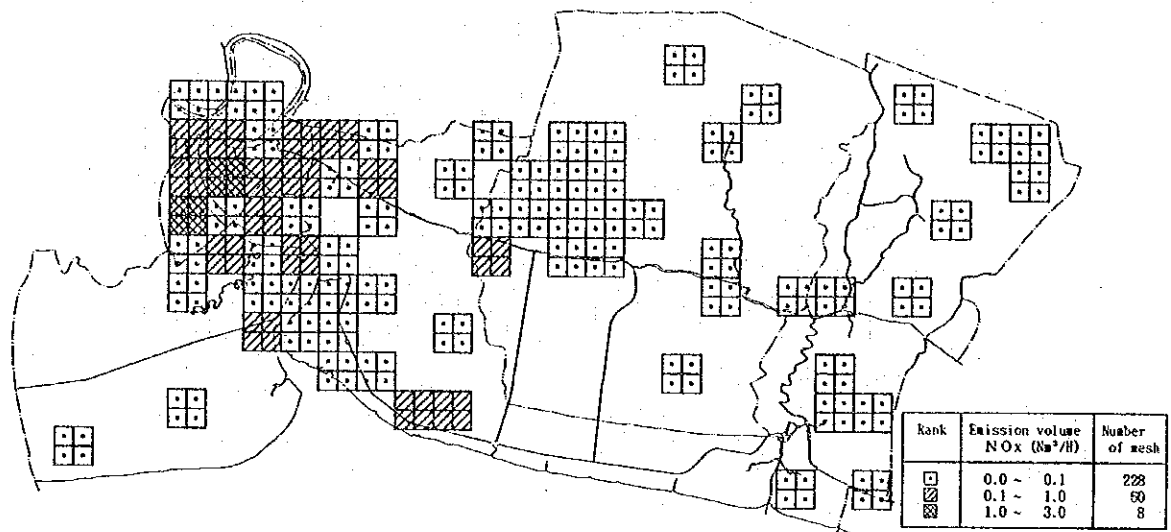 Rank Emission volume Number
NOx (Nm³/H) of mesh
0.0 ~ 0.1 228
0.1 ~ 1.0 60
1.0 ~ 3.0 8